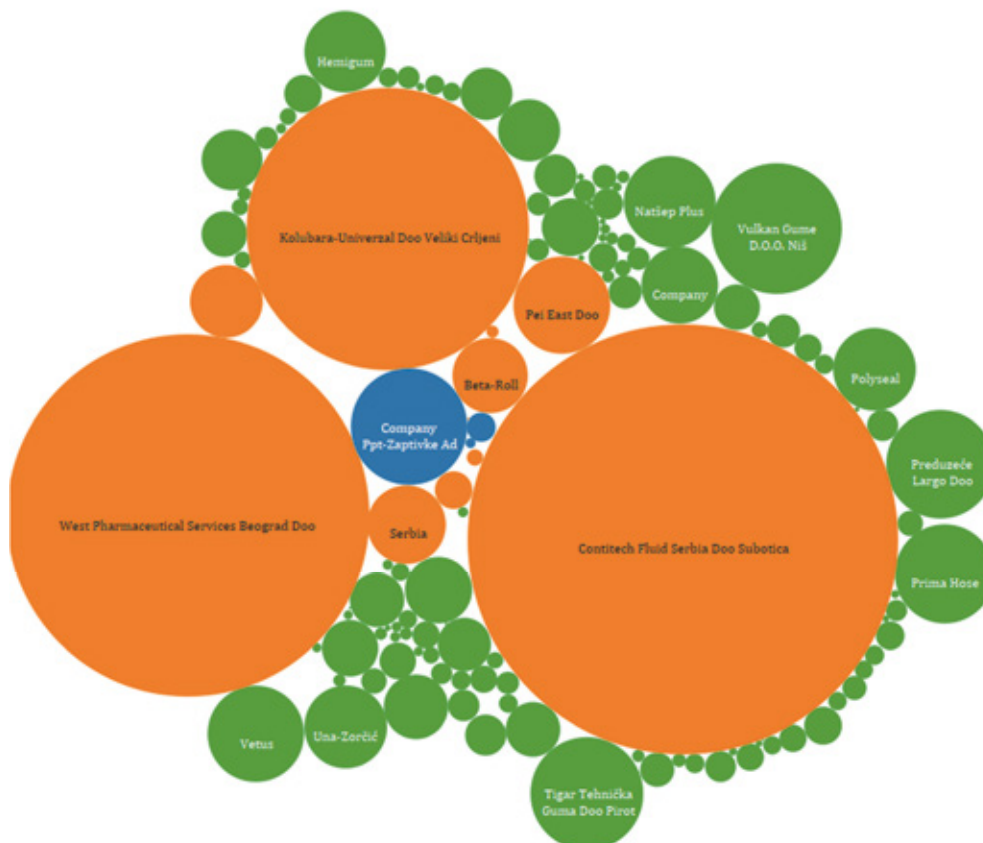 Hemigum
Natšep Plus
Vulkan Gume
D.O.O. Niš
Kolubara-Univerzal Doo Veliki Crljeni
Company
Pei East Doo
Polyseal
Beta-Roll
Company
Ppt-Zaptivke Ad
Preduzeće
Largo Doo
West Pharmaceutical Services Beograd Doo
Serbia
Contitech Fluid Serbia Doo Subotica
Prima Hose
Vetus
Una-Zorčić
Tigar Tehnička
Guma Doo Pirot